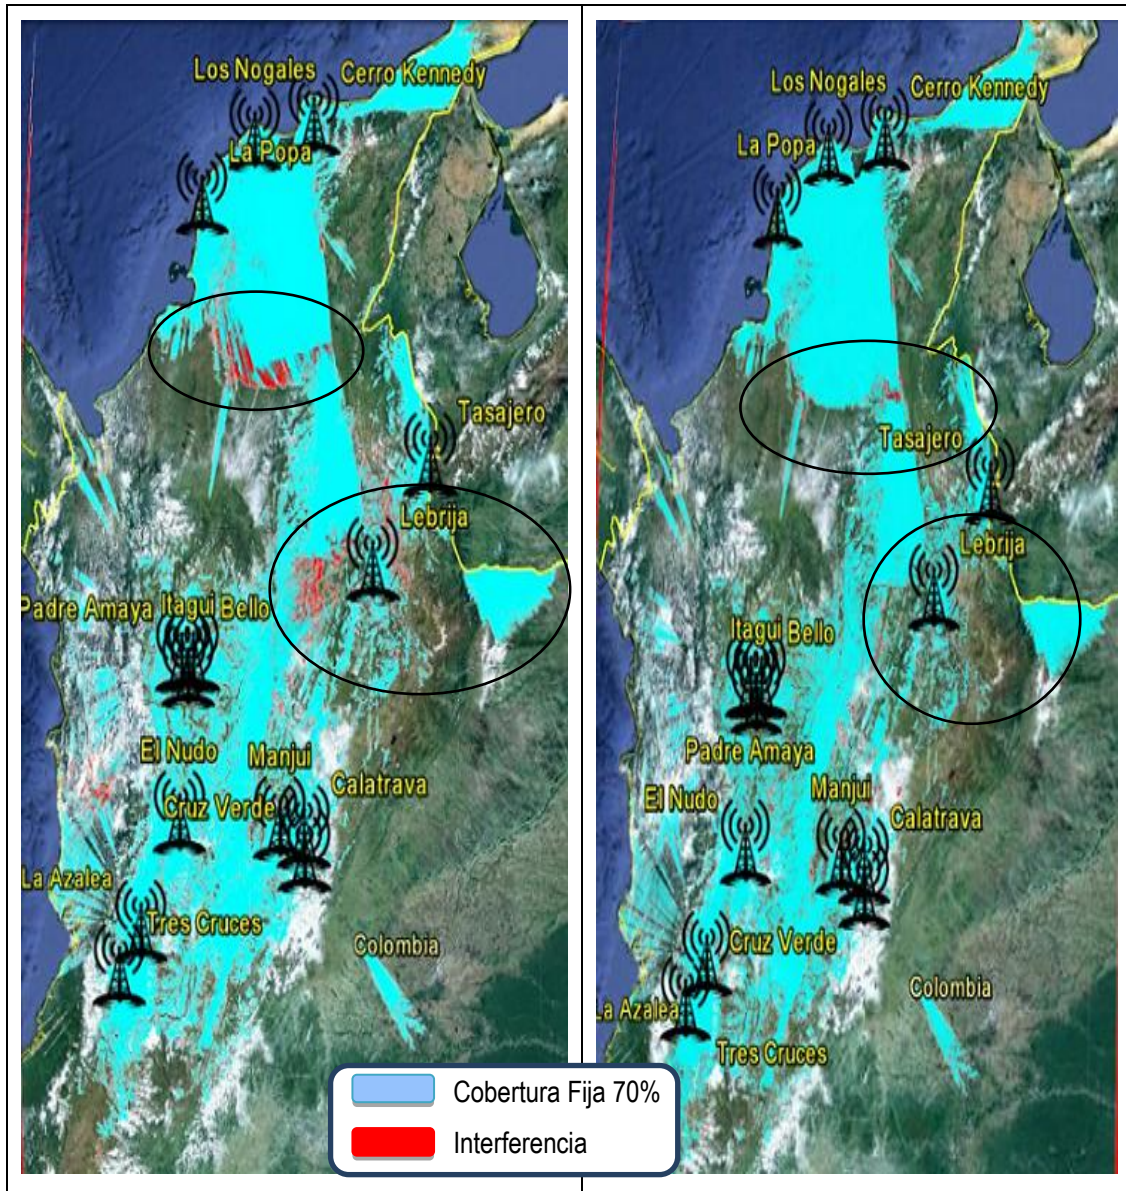 Los Nogales
Cerro Kennedy
La Popa
Tasajero
Lebrija
Padre Amaya
Itagui
Bello
El Nudo
Manjui
Calatrava
Cruz Verde
La Azalea
Tres Cruces
Colombia
Los Nogales
Cerro Kennedy
La Popa
Tasajero
Lebrija
Itagui
Bello
Padre Amaya
El Nudo
Manjui
Calatrava
Cruz Verde
La Azalea
Tres Cruces
Colombia
Cobertura Fija 70%
Interferencia